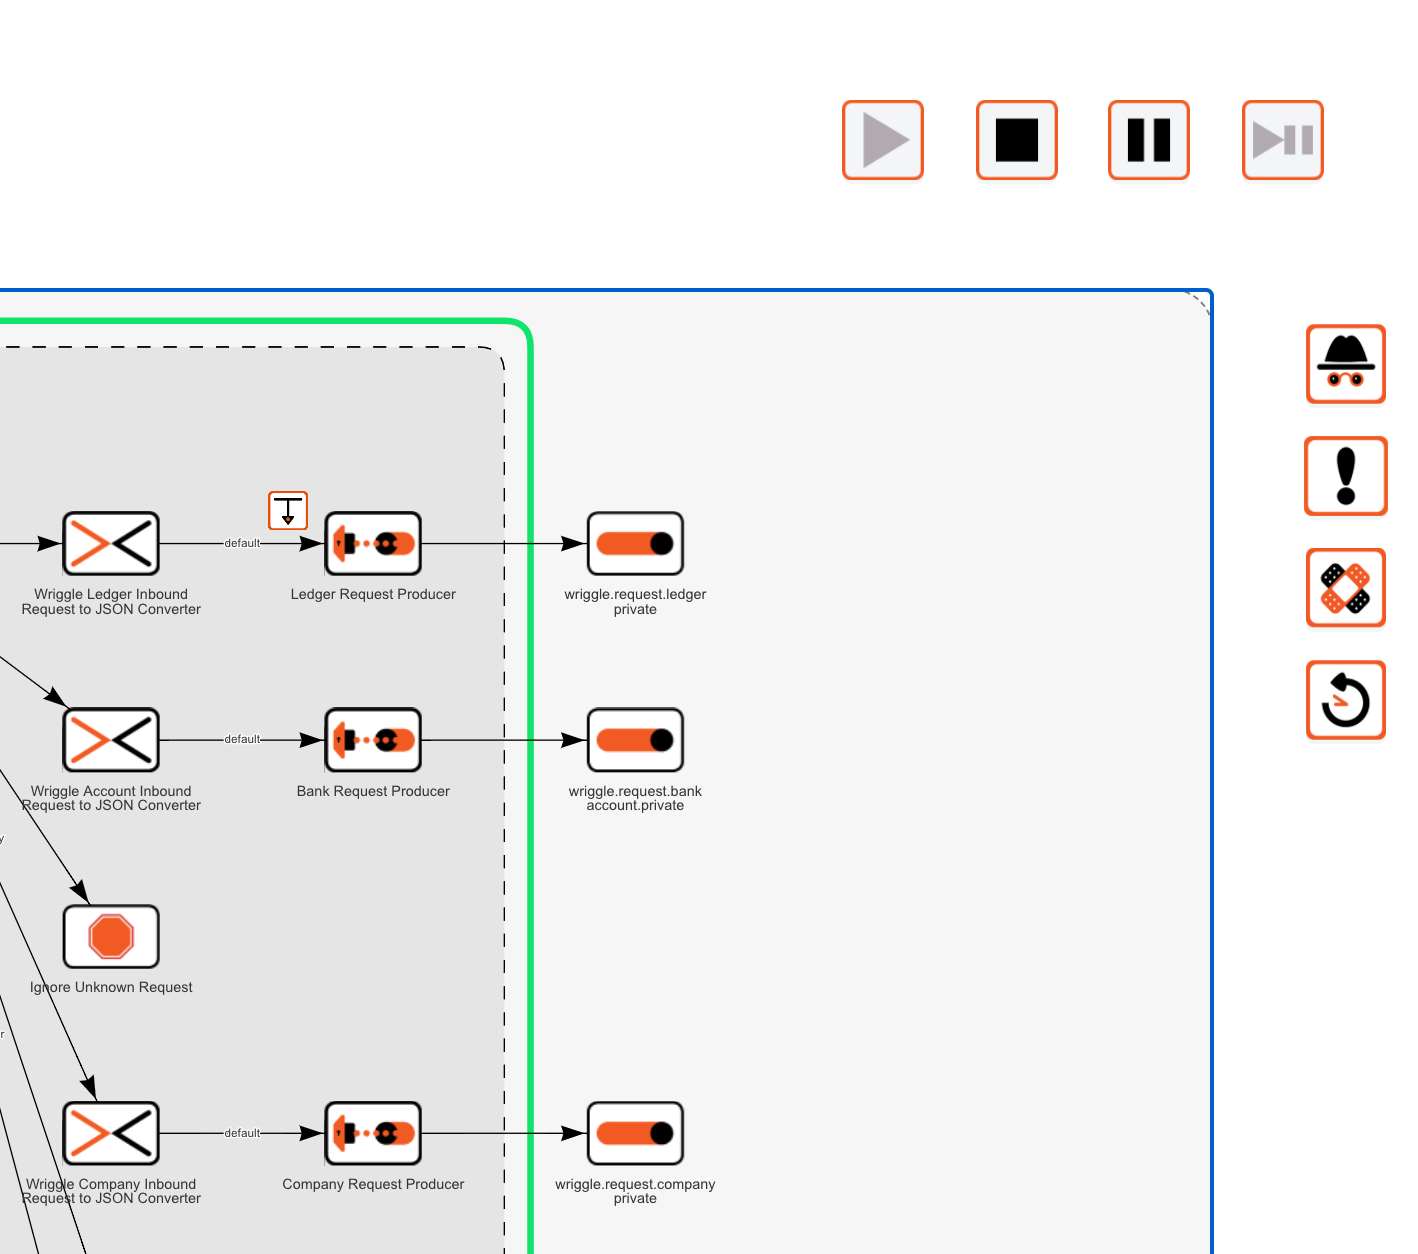 default
Wriggle Ledger Inbound
Request to JSON Converter
Ledger Request Producer
wriggle.request.ledger
private
default
Wriggle Account Inbound
Request to JSON Converter
Bank Request Producer
wriggle.request.bank
account.private
y
Ignore Unknown Request
r
default
Wriggle Company Inbound
Request to JSON Converter
Company Request Producer
wriggle.request.company
private